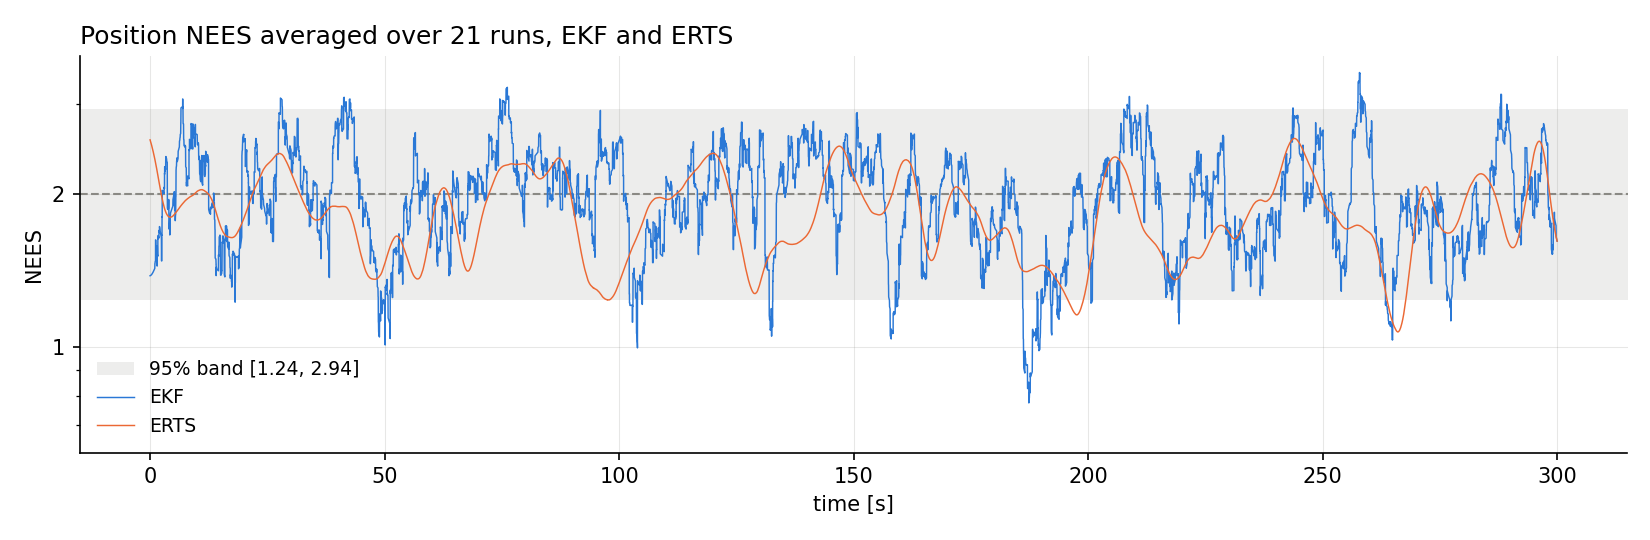 Position NEES averaged over 21 runs, EKF and ERTS
NEES
2
1
95% band [1.24, 2.94]
EKF
ERTS
0 50 100 150 200 250 300
time [s]